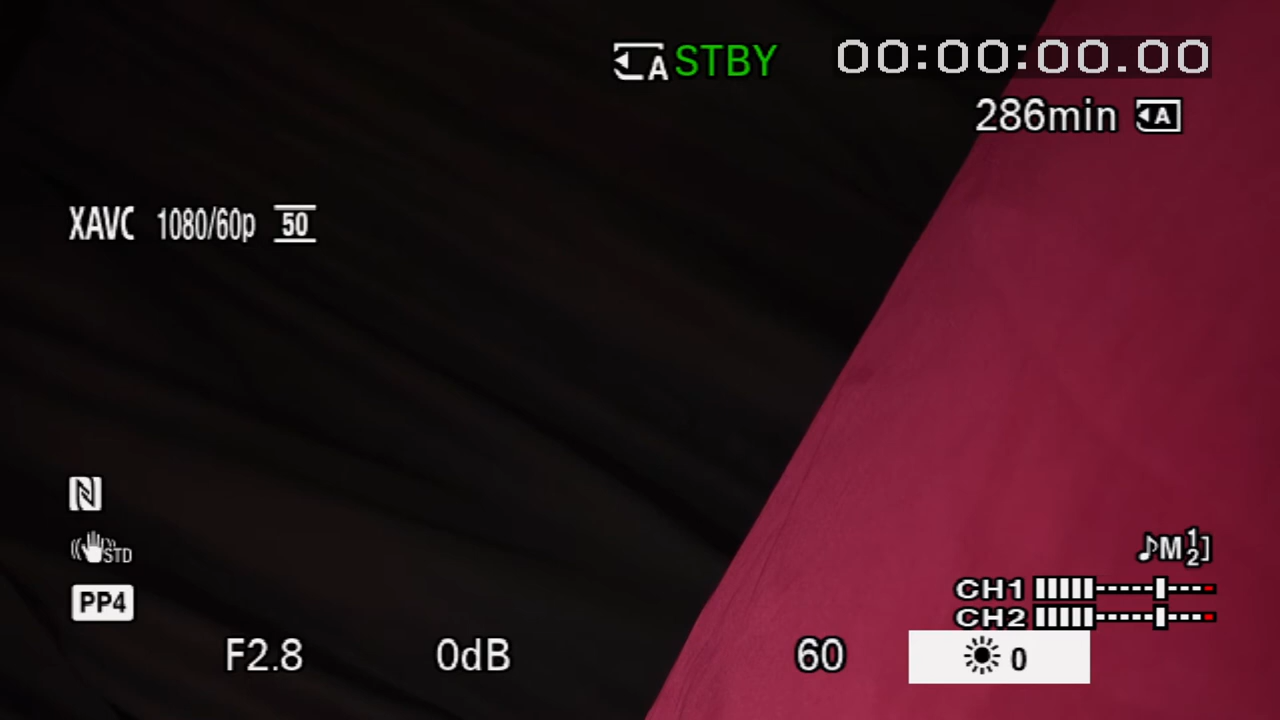 A STBY 00:00:00.00
286min A
XAVC 1080/60p 50
STD
♪M 1 2
PP4
CH1
CH2
F2.8 0dB 60 0